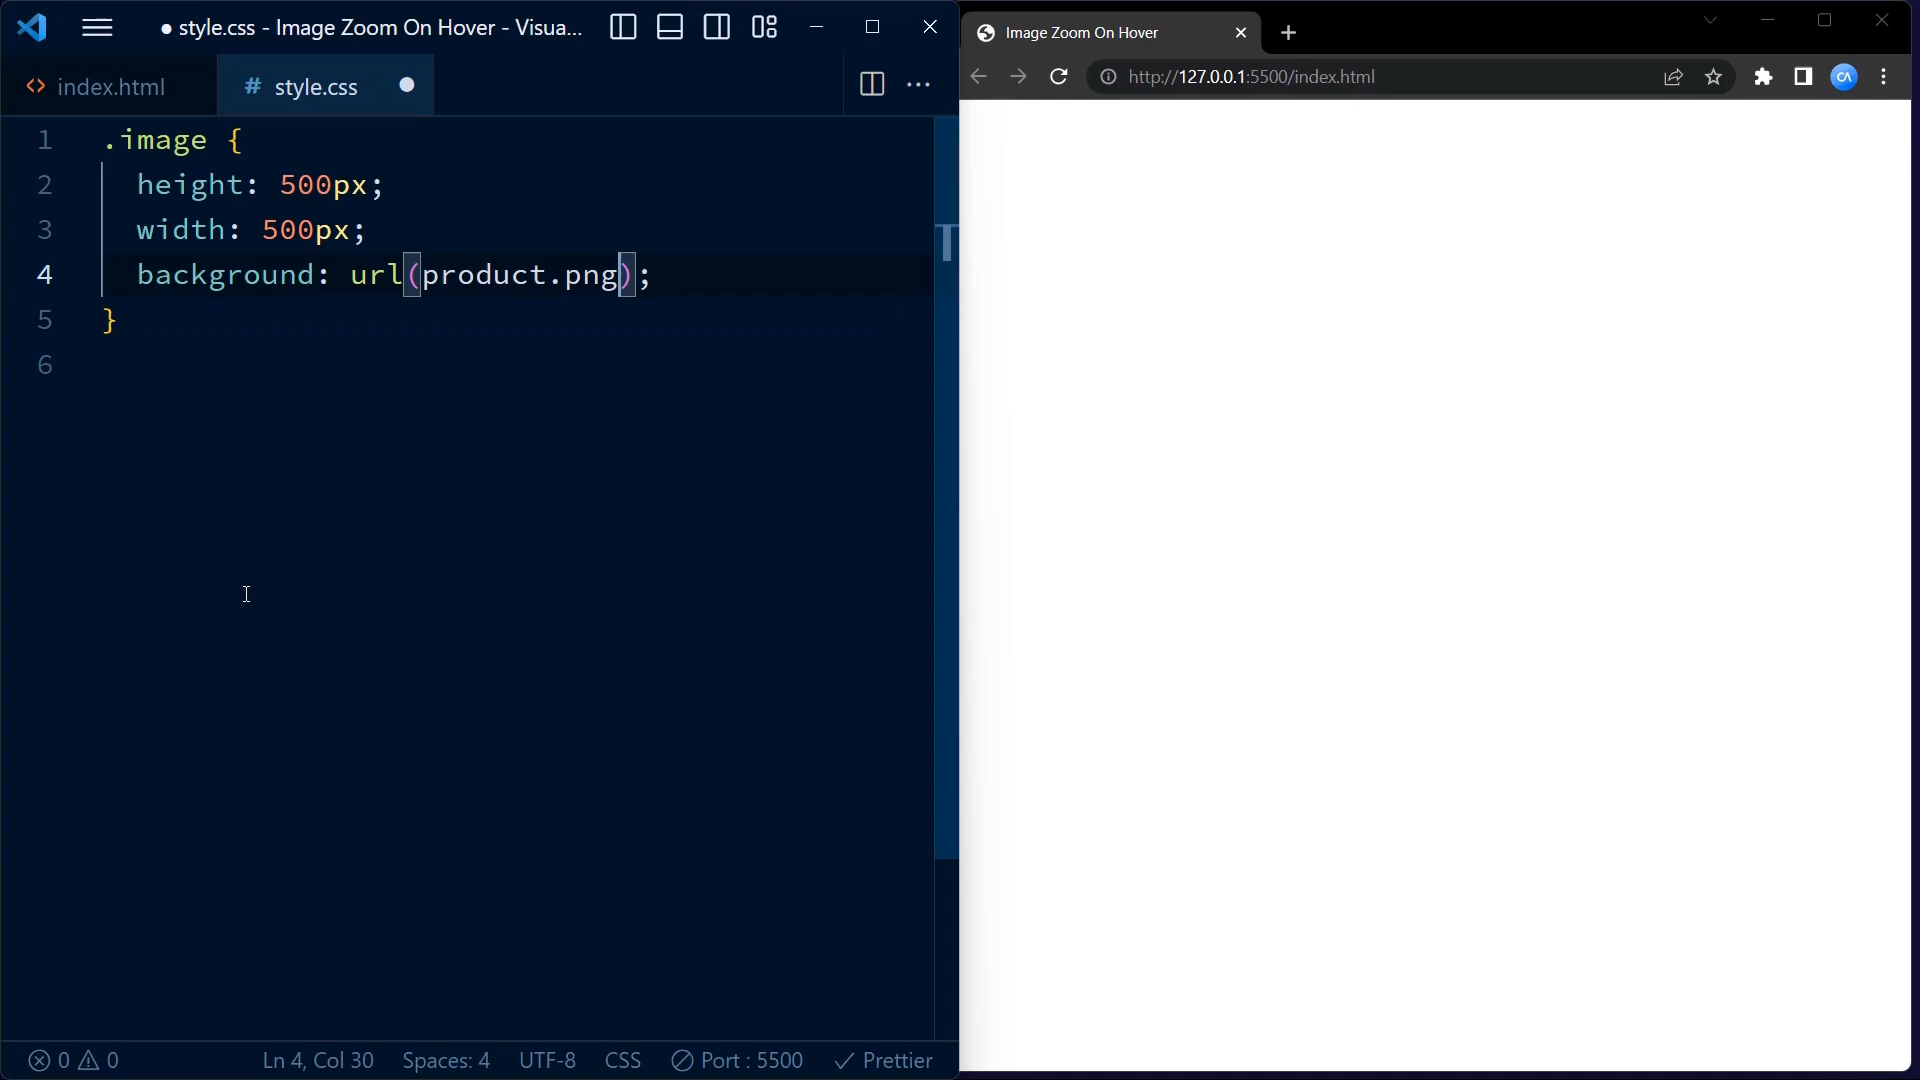 ● style.css - Image Zoom On Hover - Visua...
index.html
# style.css ●
1 .image {
2 height: 500px;
3 width: 500px;
4 background: url(product.png);
5 }
6
0 0 Ln 4, Col 30 Spaces: 4 UTF-8 CSS Port : 5500 Prettier
Image Zoom On Hover
http://127.0.0.1:5500/index.html
CA